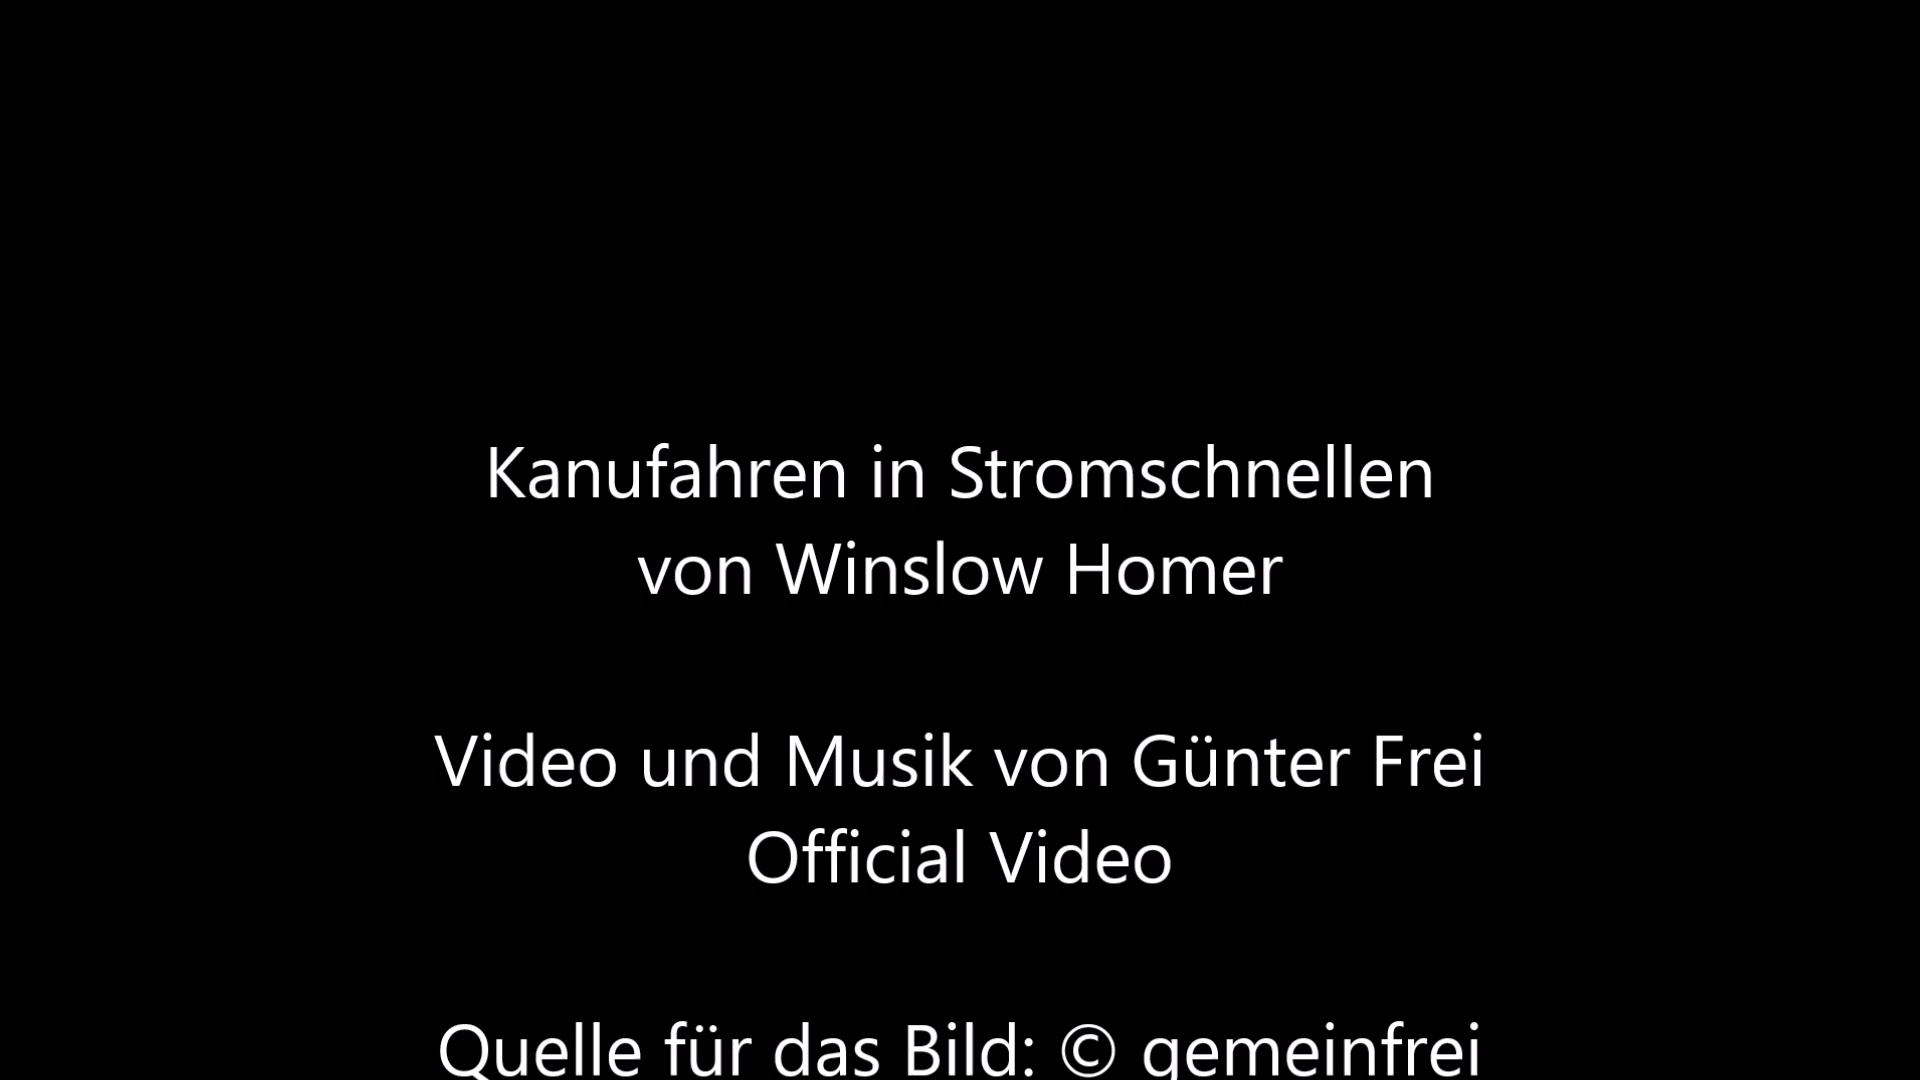 Kanufahren in Stromschnellen
von Winslow Homer
Video und Musik von Günter Frei
Official Video
Quelle für das Bild: © gemeinfrei